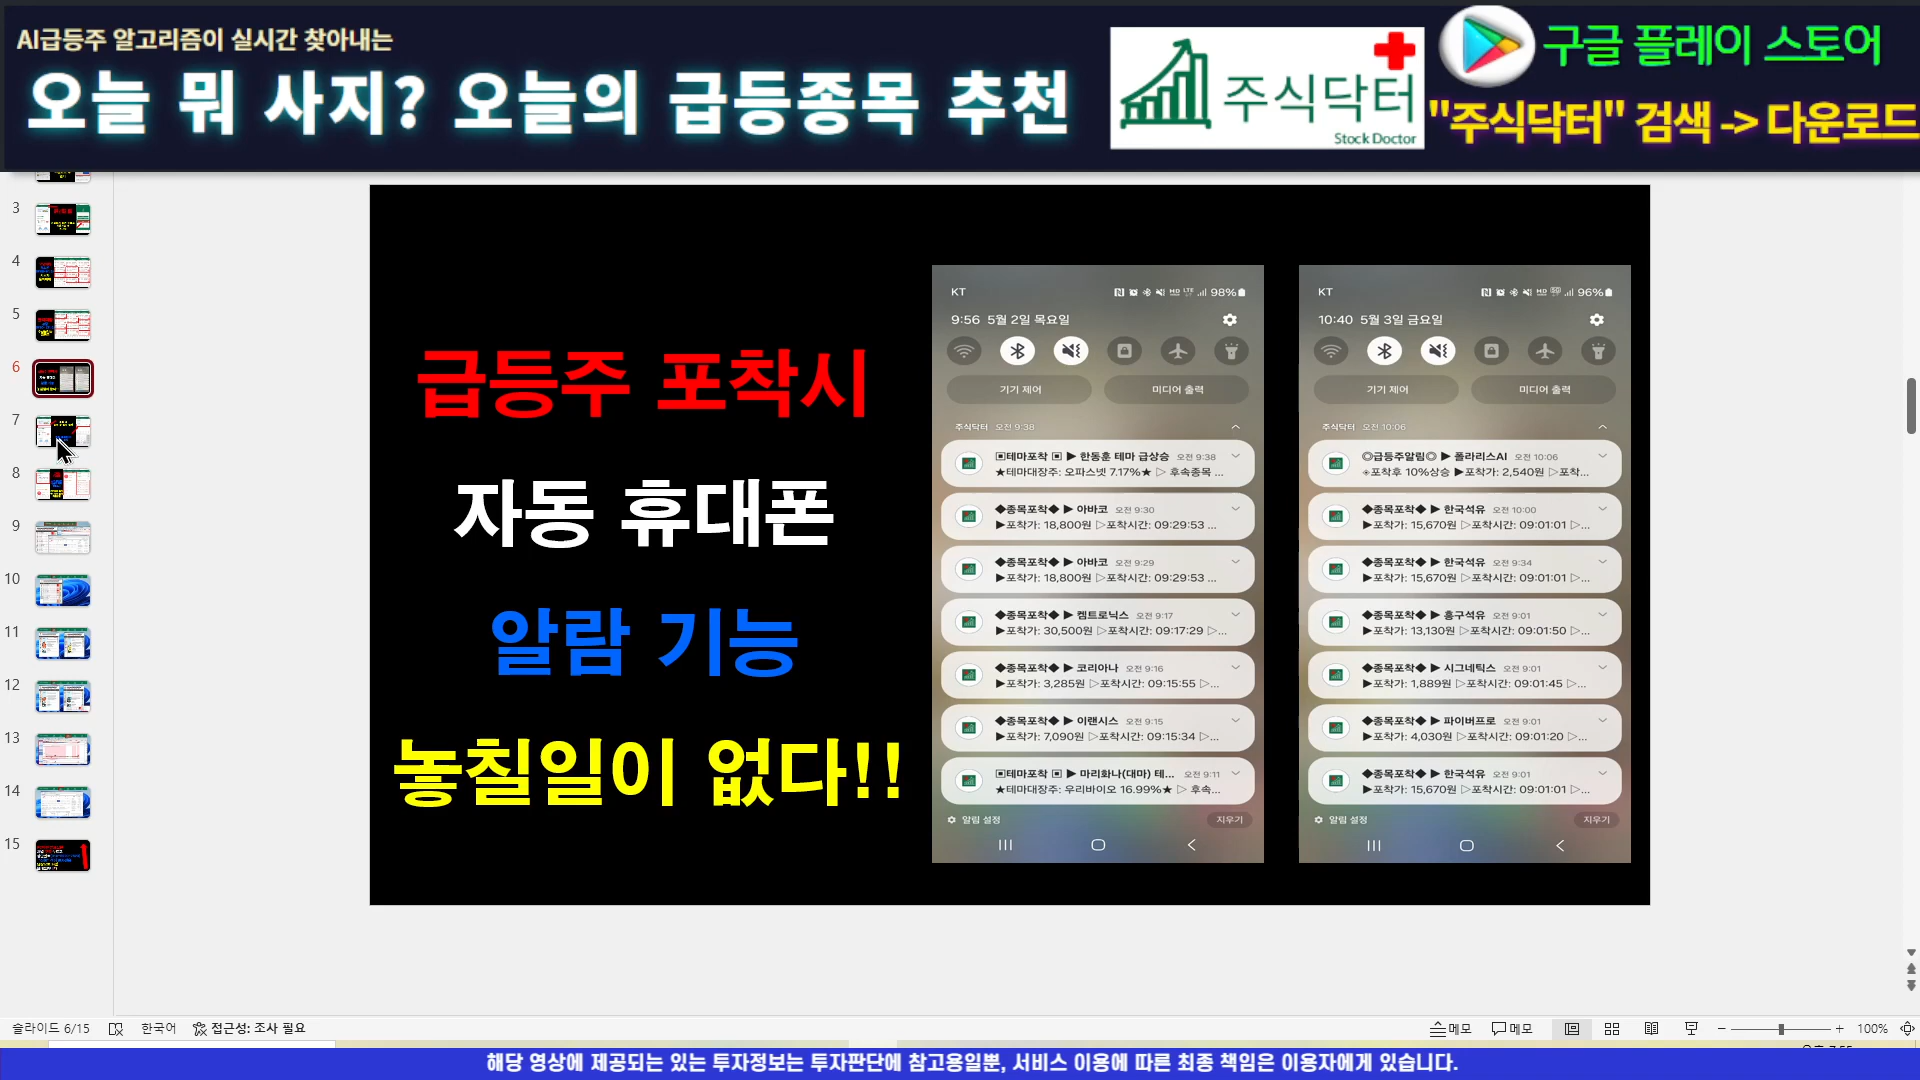 AI급등주 알고리즘이 실시간 찾아내는
오늘 뭐 사지? 오늘의 급등종목 추천
주식닥터
Stock Doctor
구글 플레이 스토어
"주식닥터" 검색 -> 다운로드
3
4
5
6
7
8
9
10
11
12
13
14
15
급등주 포착시
자동 휴대폰
알람 기능
놓칠일이 없다!!
KT 98%
9:56 5월 2일 목요일
기기 제어 미디어 출력
주식닥터 오전 9:38
▣테마포착 ▣ ▶ 한동훈 테마 급상승 오전 9:38
★테마대장주: 오파스넷 7.17%★ ▷ 후속종목 ...
◆종목포착◆ ▶ 아바코 오전 9:30
▶포착가: 18,800원 ▷포착시간: 09:29:53 ...
◆종목포착◆ ▶ 아바코 오전 9:29
▶포착가: 18,800원 ▷포착시간: 09:29:53 ...
◆종목포착◆ ▶ 켐트로닉스 오전 9:17
▶포착가: 30,500원 ▷포착시간: 09:17:29 ▷...
◆종목포착◆ ▶ 코리아나 오전 9:16
▶포착가: 3,285원 ▷포착시간: 09:15:55 ▷...
◆종목포착◆ ▶ 이랜시스 오전 9:15
▶포착가: 7,090원 ▷포착시간: 09:15:34 ▷...
▣테마포착 ▣ ▶ 마리화나(대마) 테... 오전 9:11
★테마대장주: 우리바이오 16.99%★ ▷ 후속...
알림 설정 지우기
KT 96%
10:40 5월 3일 금요일
기기 제어 미디어 출력
주식닥터 오전 10:06
◎급등주알림◎ ▶ 폴라리스AI 오전 10:06
◈포착후 10%상승 ▶포착가: 2,540원 ▷포착...
◆종목포착◆ ▶ 한국석유 오전 10:00
▶포착가: 15,670원 ▷포착시간: 09:01:01 ▷...
◆종목포착◆ ▶ 한국석유 오전 9:34
▶포착가: 15,670원 ▷포착시간: 09:01:01 ▷...
◆종목포착◆ ▶ 흥구석유 오전 9:01
▶포착가: 13,130원 ▷포착시간: 09:01:50 ▷...
◆종목포착◆ ▶ 시그네틱스 오전 9:01
▶포착가: 1,889원 ▷포착시간: 09:01:45 ▷...
◆종목포착◆ ▶ 파이버프로 오전 9:01
▶포착가: 4,030원 ▷포착시간: 09:01:20 ▷...
◆종목포착◆ ▶ 한국석유 오전 9:01
▶포착가: 15,670원 ▷포착시간: 09:01:01 ▷...
알림 설정 지우기
슬라이드 6/15 한국어 접근성: 조사 필요 메모 메모 100%
해당 영상에 제공되는 있는 투자정보는 투자판단에 참고용일뿐, 서비스 이용에 따른 최종 책임은 이용자에게 있습니다.